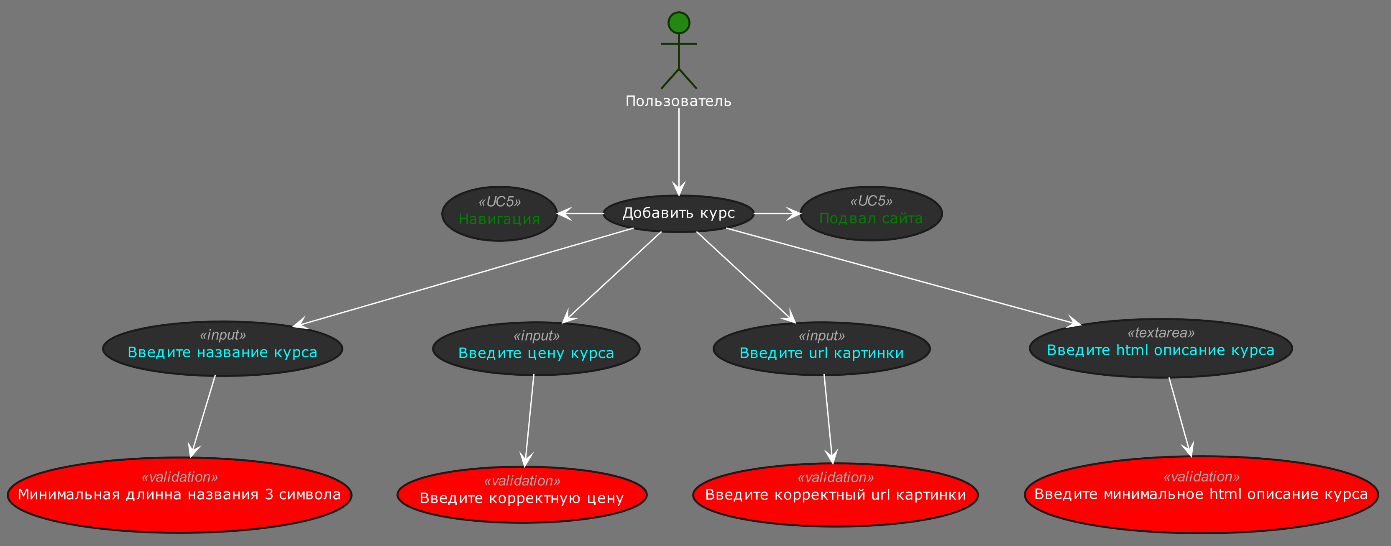 Пользователь
«UC5»
Навигация
Добавить курс
«UC5»
Подвал сайта
«input»
Введите название курса
«input»
Введите цену курса
«input»
Введите url картинки
«textarea»
Введите html описание курса
«validation»
Минимальная длинна названия 3 символа
«validation»
Введите корректную цену
«validation»
Введите корректный url картинки
«validation»
Введите минимальное html описание курса